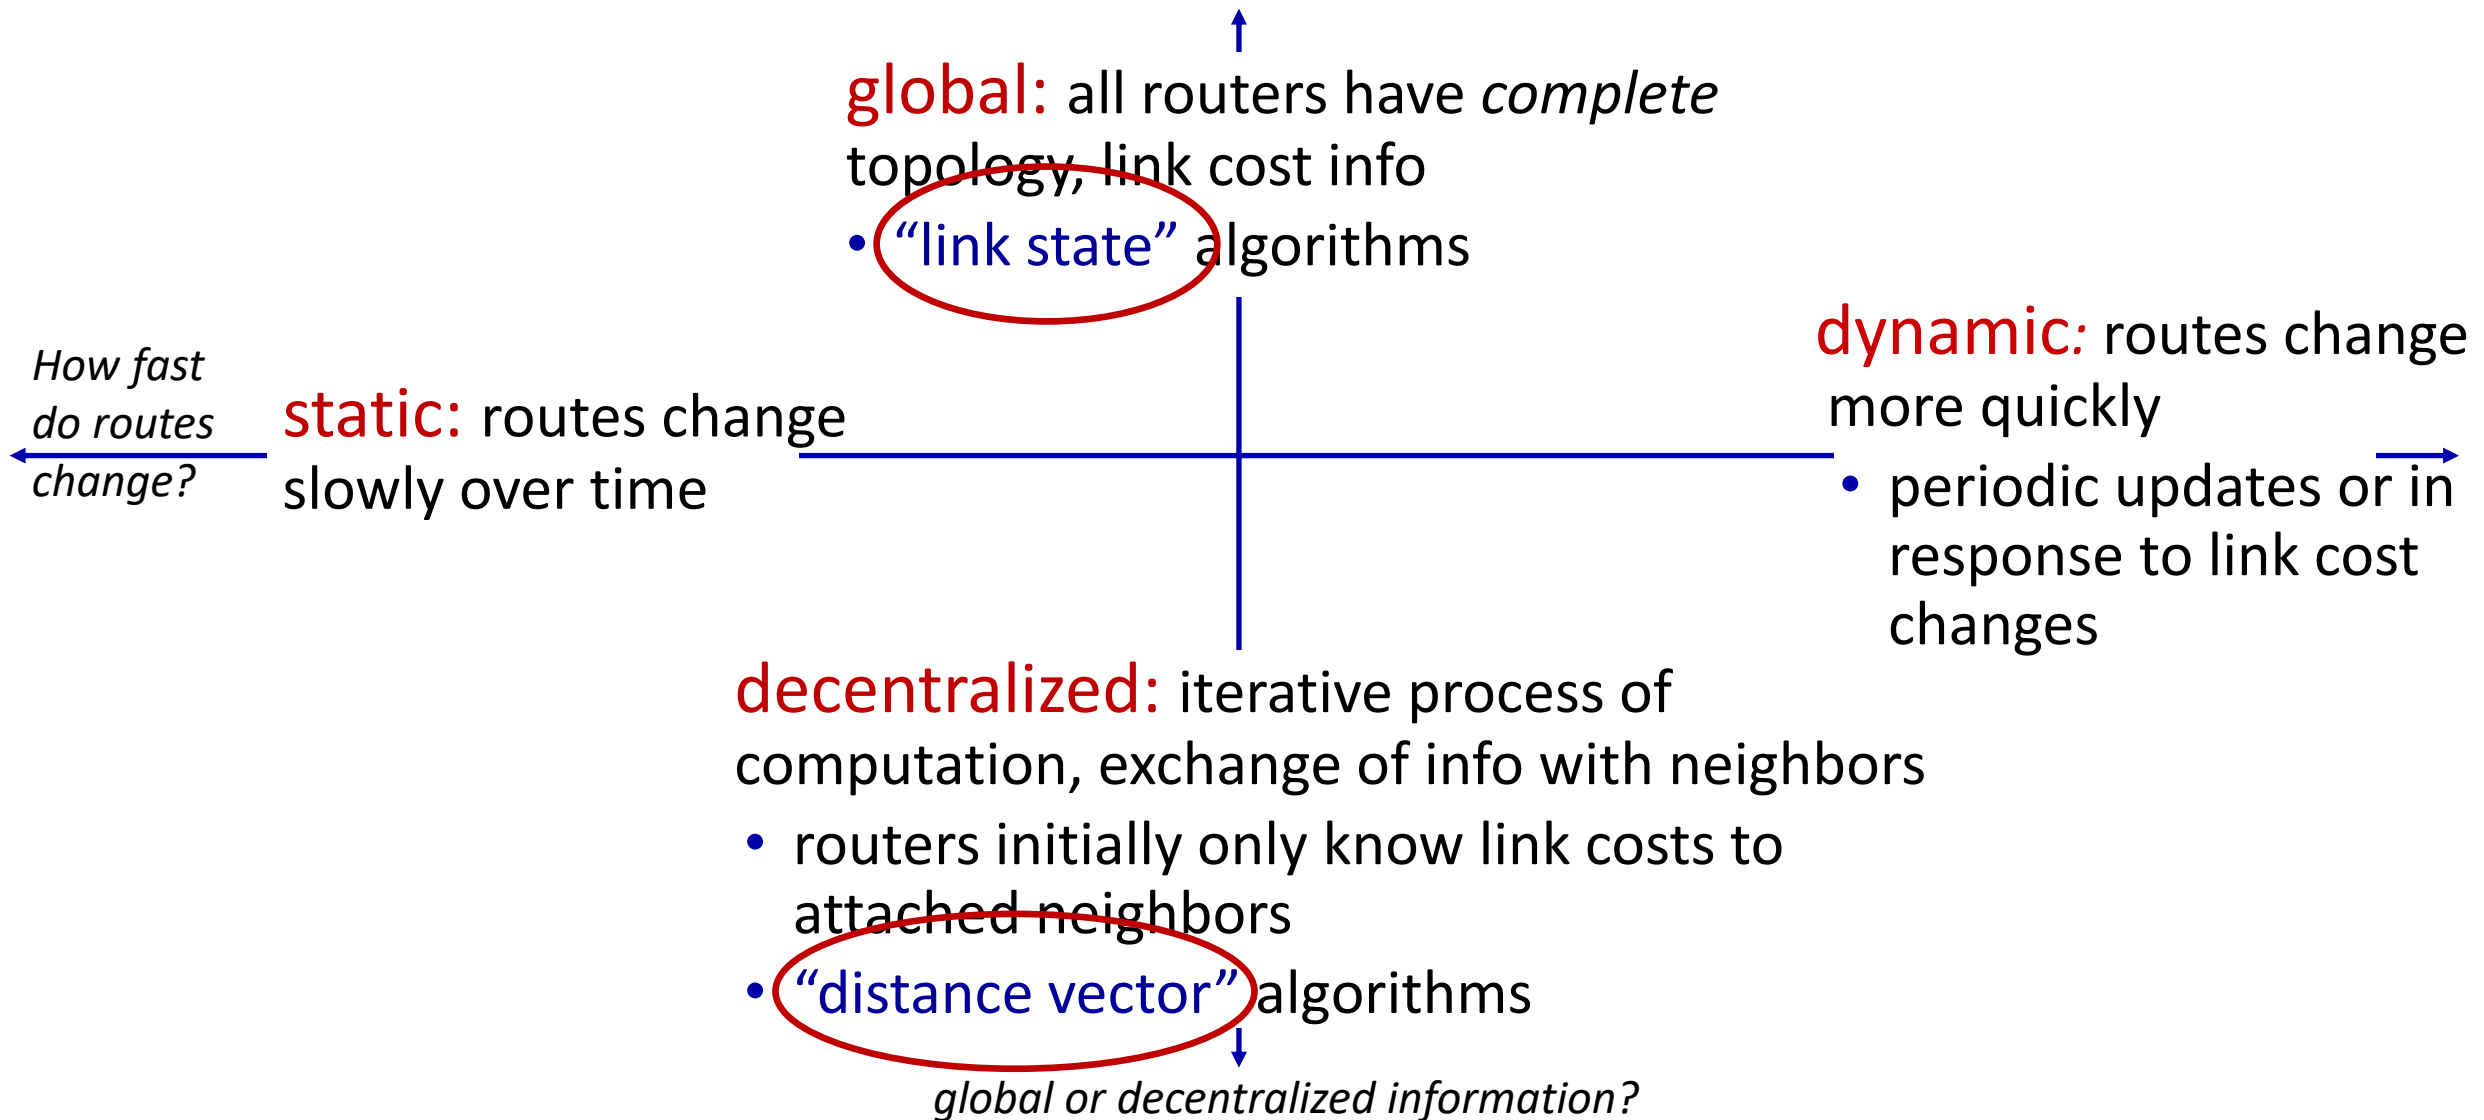 global: all routers have complete
topology, link cost info
• “link state” algorithms
How fast
do routes
change?
static: routes change
slowly over time
dynamic: routes change
more quickly
• periodic updates or in
response to link cost
changes
decentralized: iterative process of
computation, exchange of info with neighbors
• routers initially only know link costs to
attached neighbors
• “distance vector” algorithms
global or decentralized information?